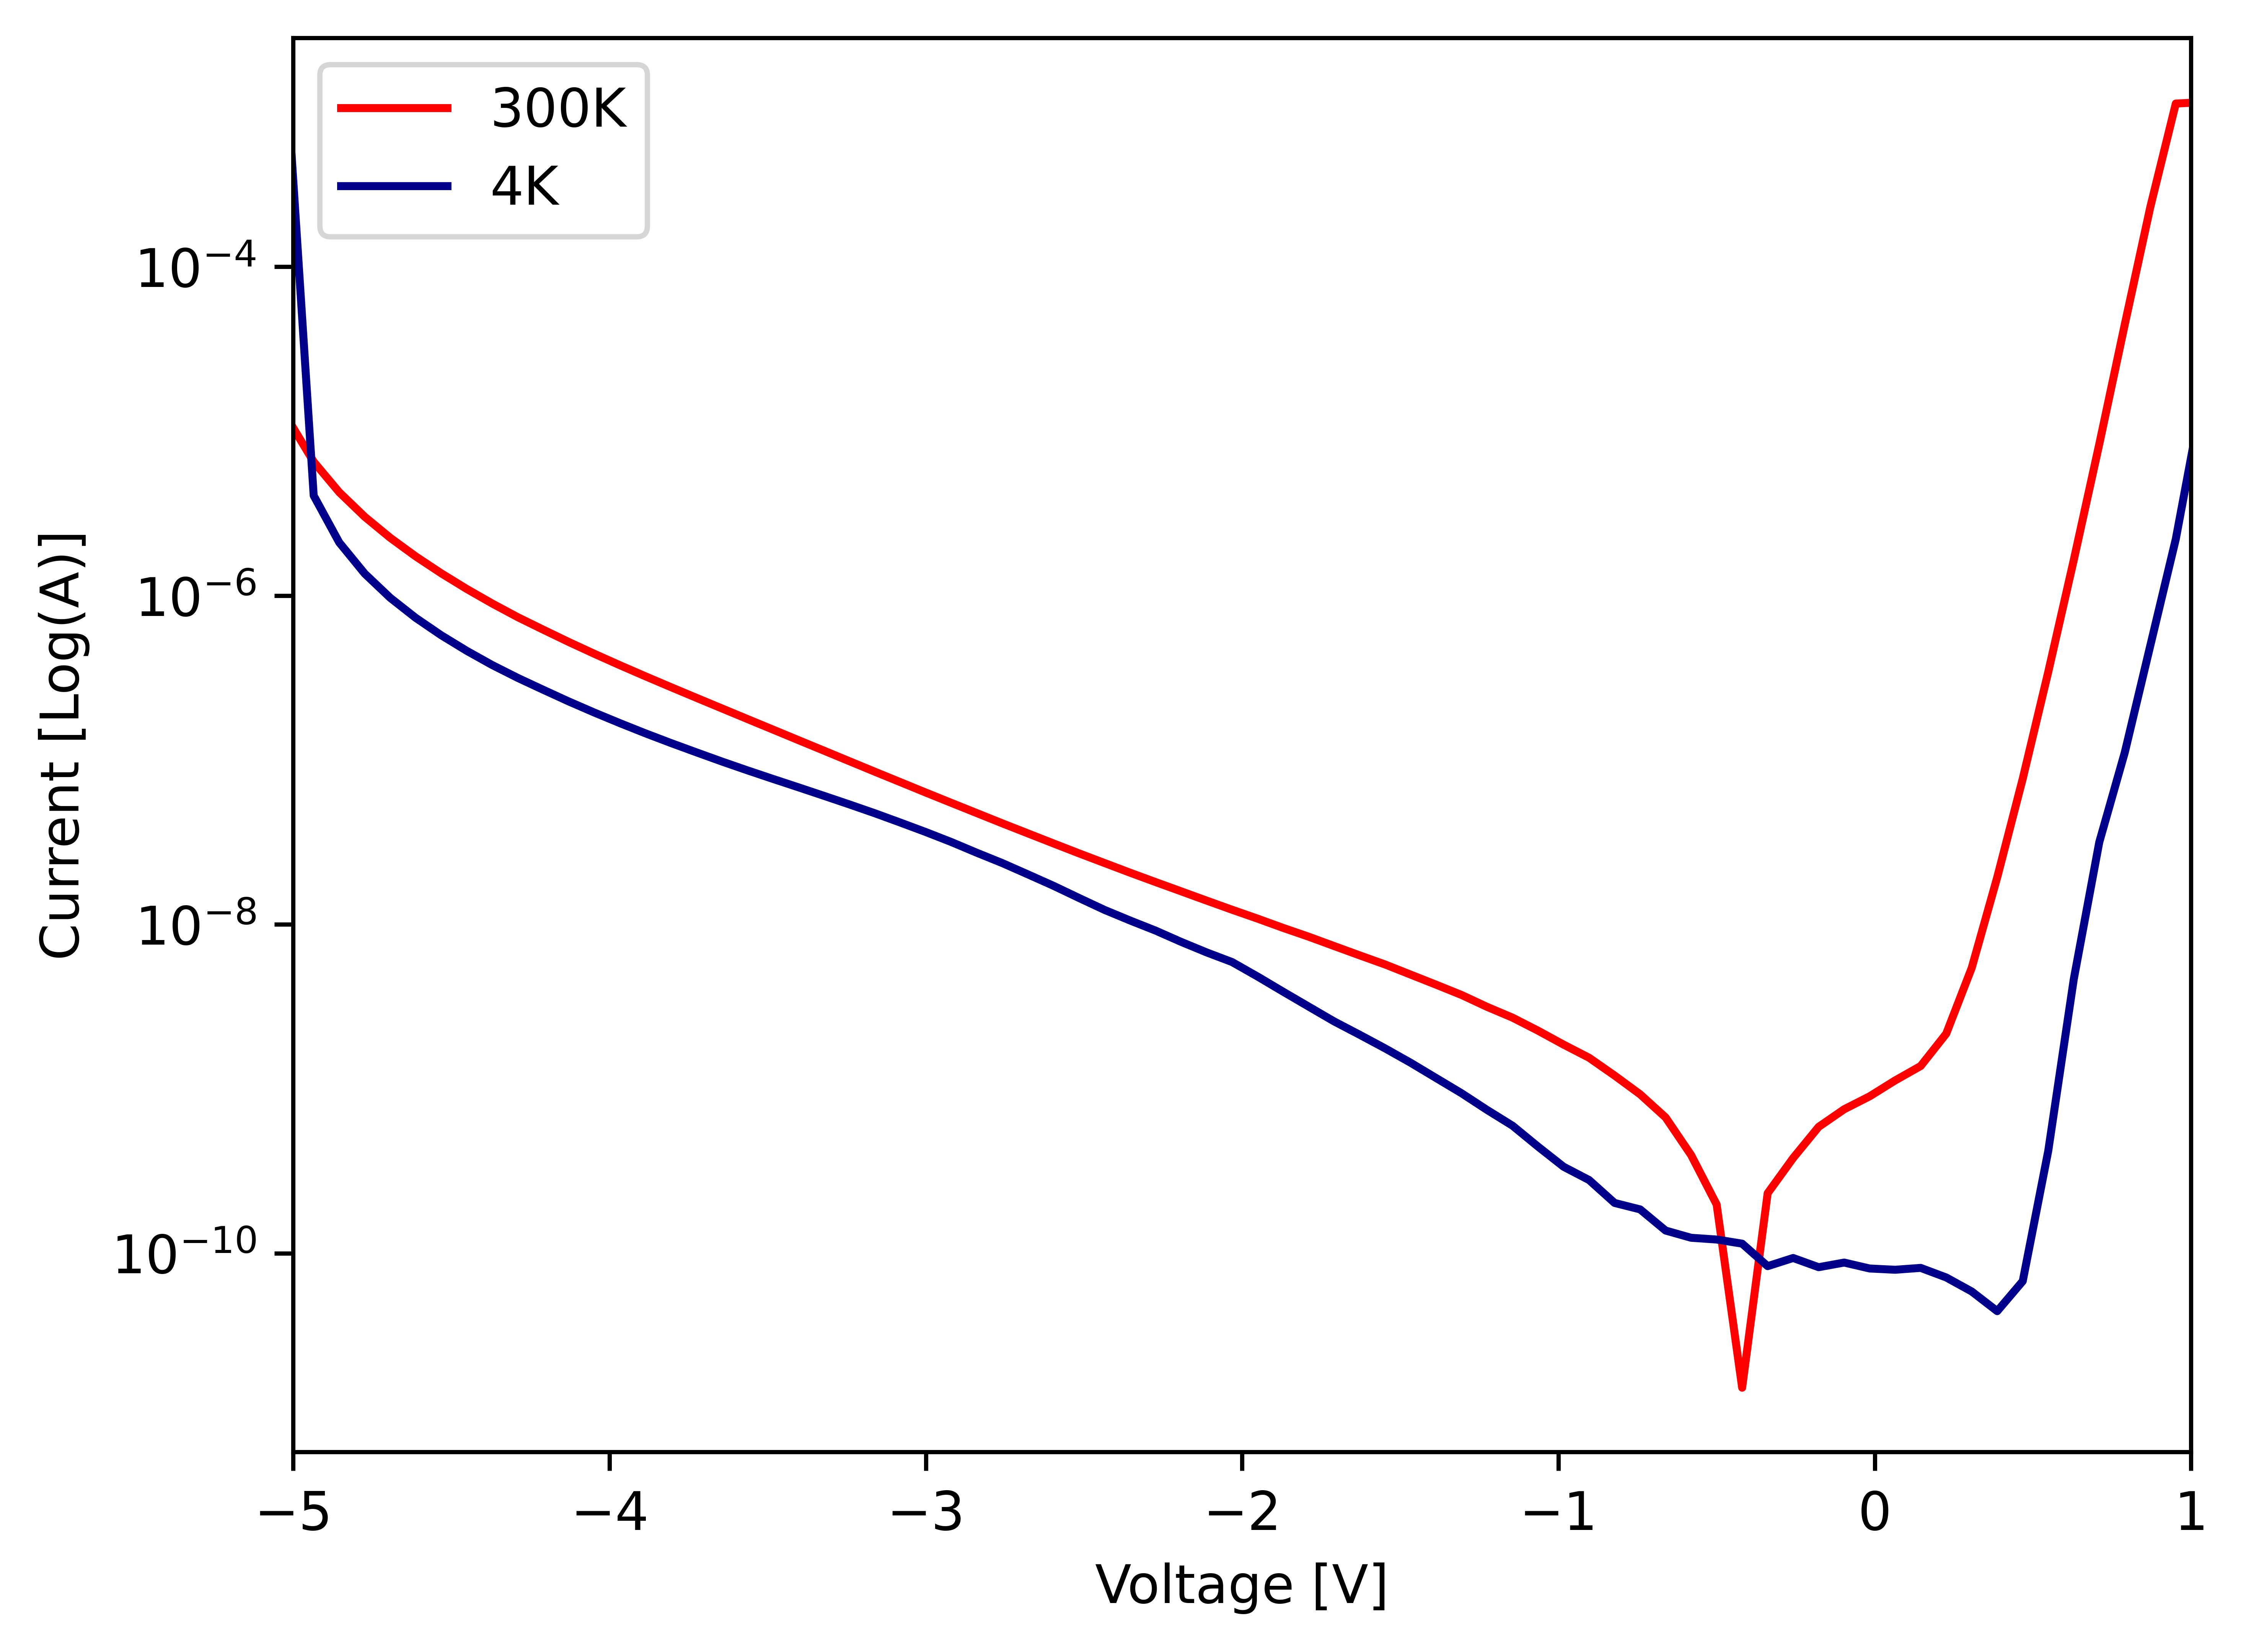 300K
4K
10⁻⁴
10⁻⁶
10⁻⁸
10⁻¹⁰
Current [Log(A)]
−5 −4 −3 −2 −1 0 1
Voltage [V]